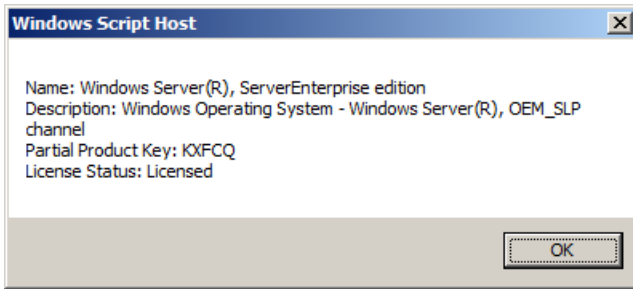 Windows Script Host
Name: Windows Server(R), ServerEnterprise edition
Description: Windows Operating System - Windows Server(R), OEM_SLP
channel
Partial Product Key: KXFCQ
License Status: Licensed
OK